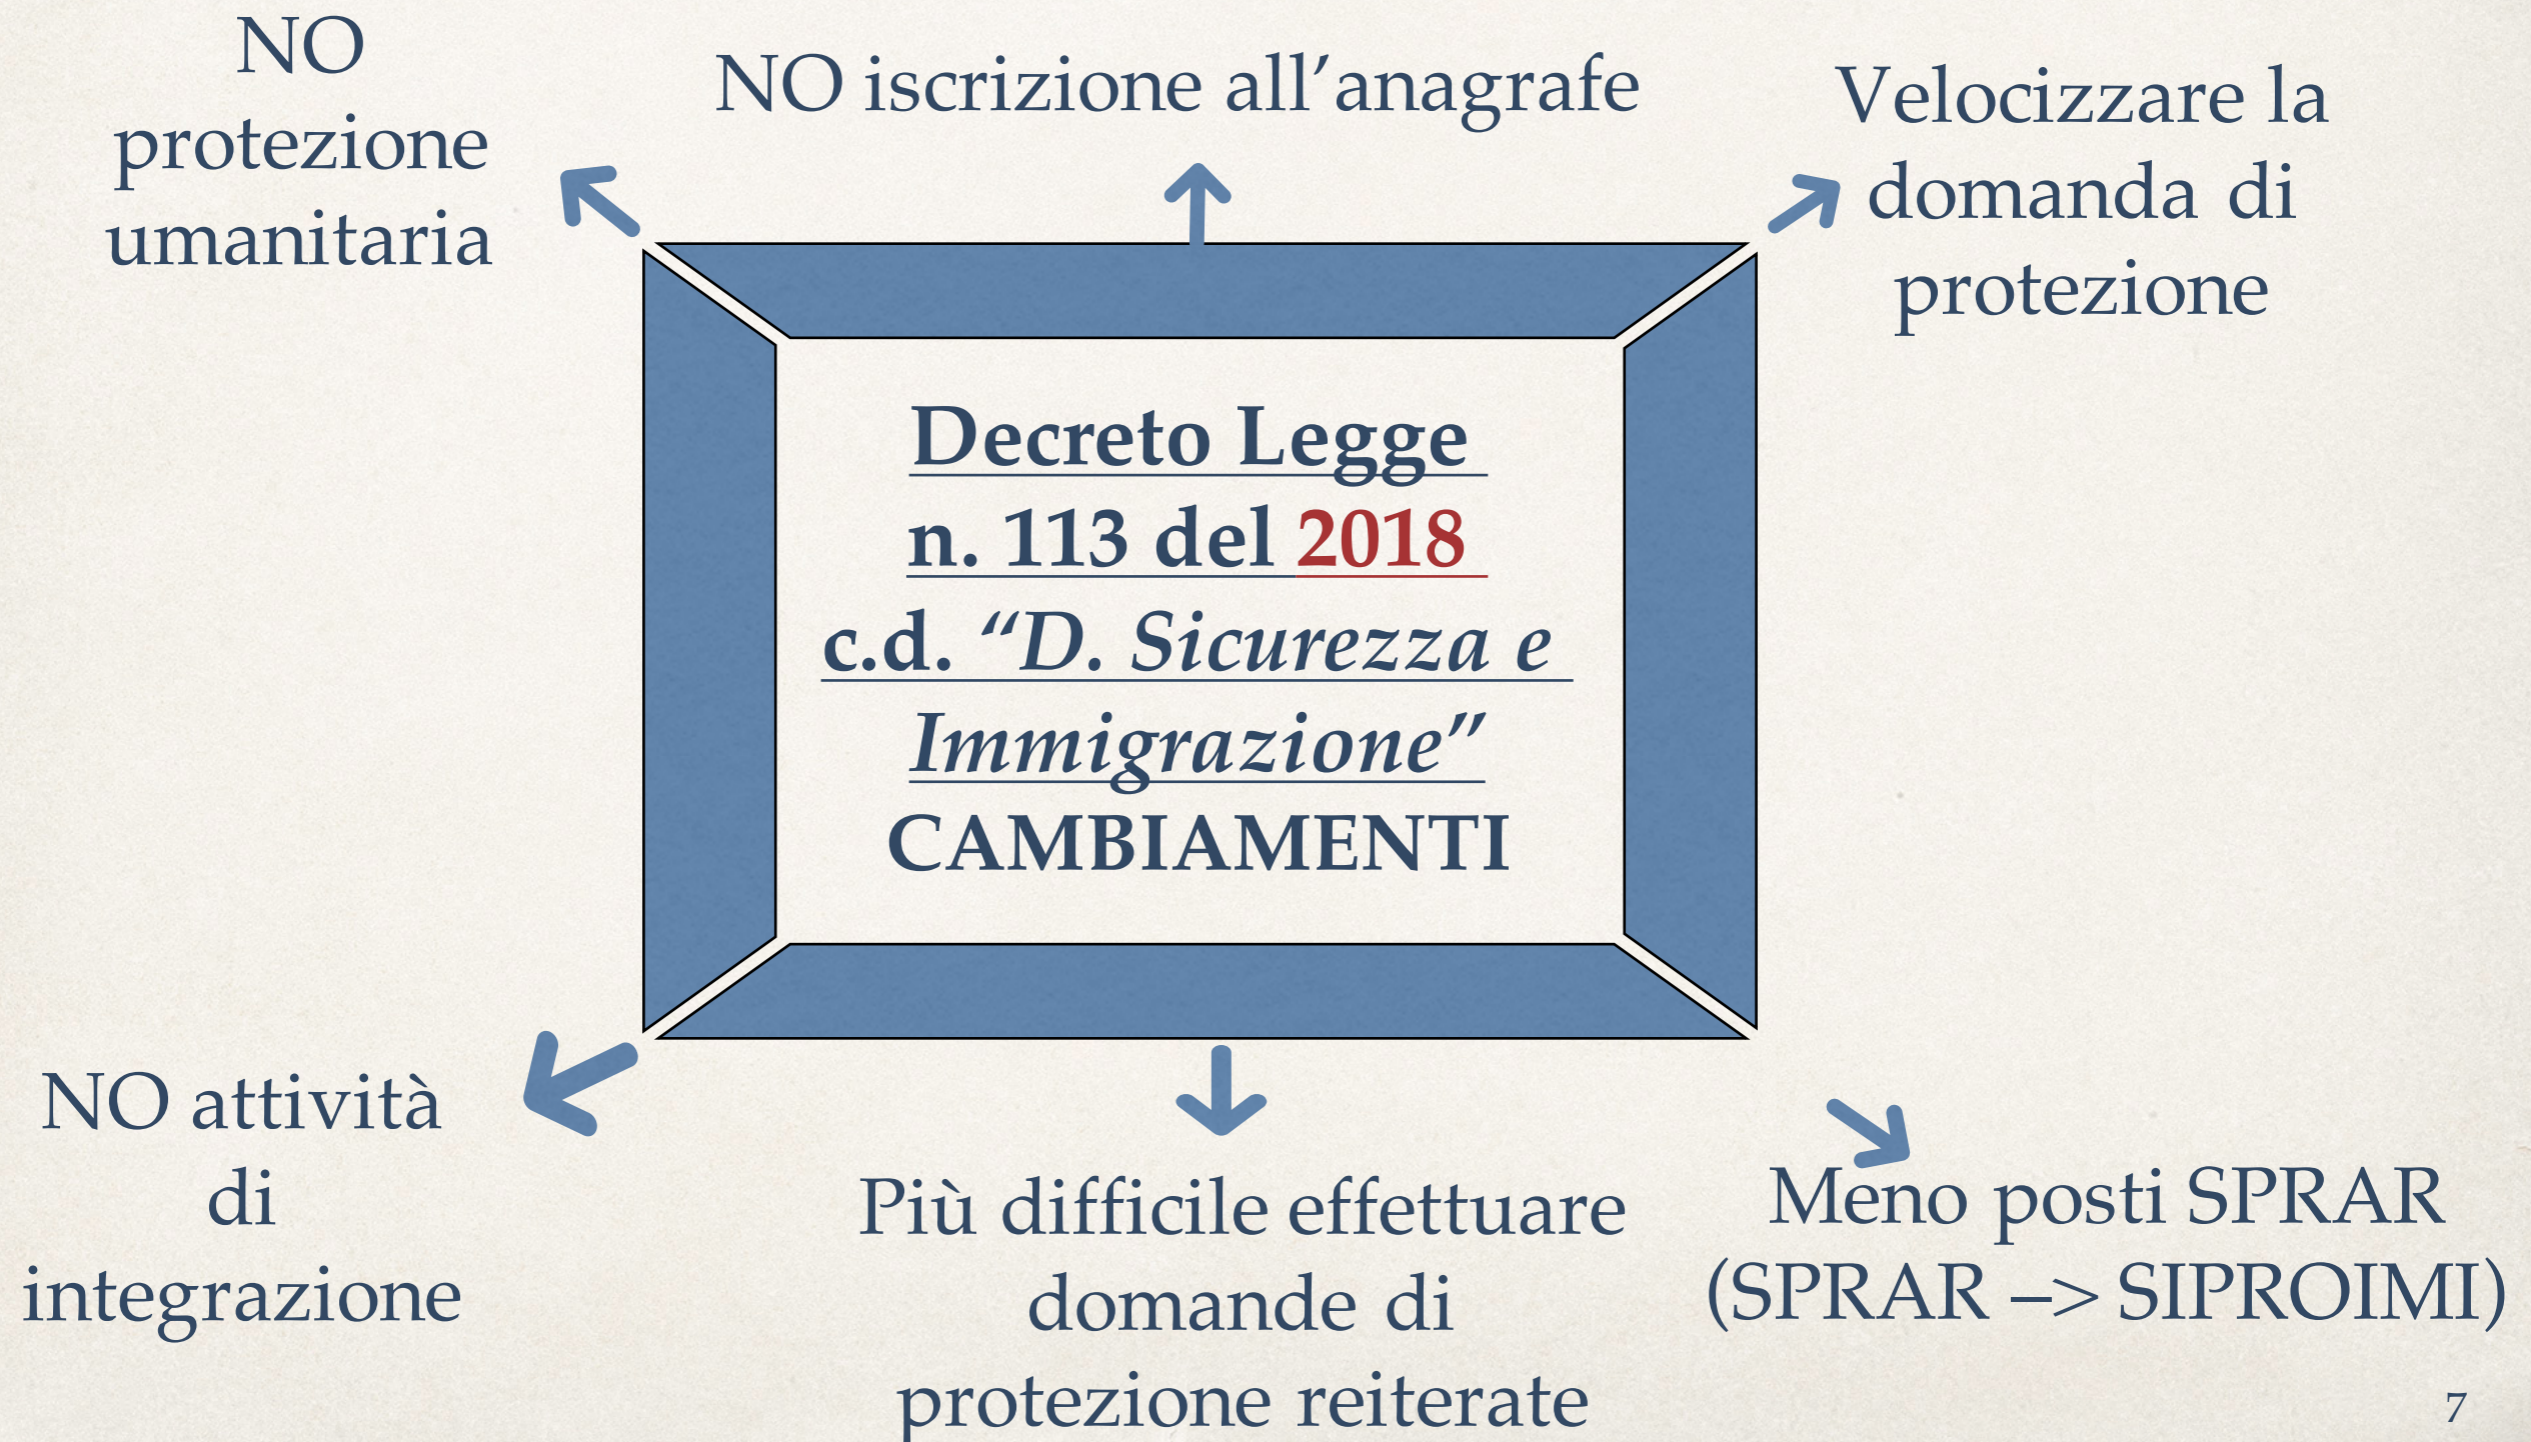 NO
protezione
umanitaria
NO iscrizione all’anagrafe
Velocizzare la
domanda di
protezione
Decreto Legge
n. 113 del 2018
c.d. “D. Sicurezza e
Immigrazione”
CAMBIAMENTI
NO attività
di
integrazione
Più difficile effettuare
domande di
protezione reiterate
Meno posti SPRAR
(SPRAR –> SIPROIMI)
7